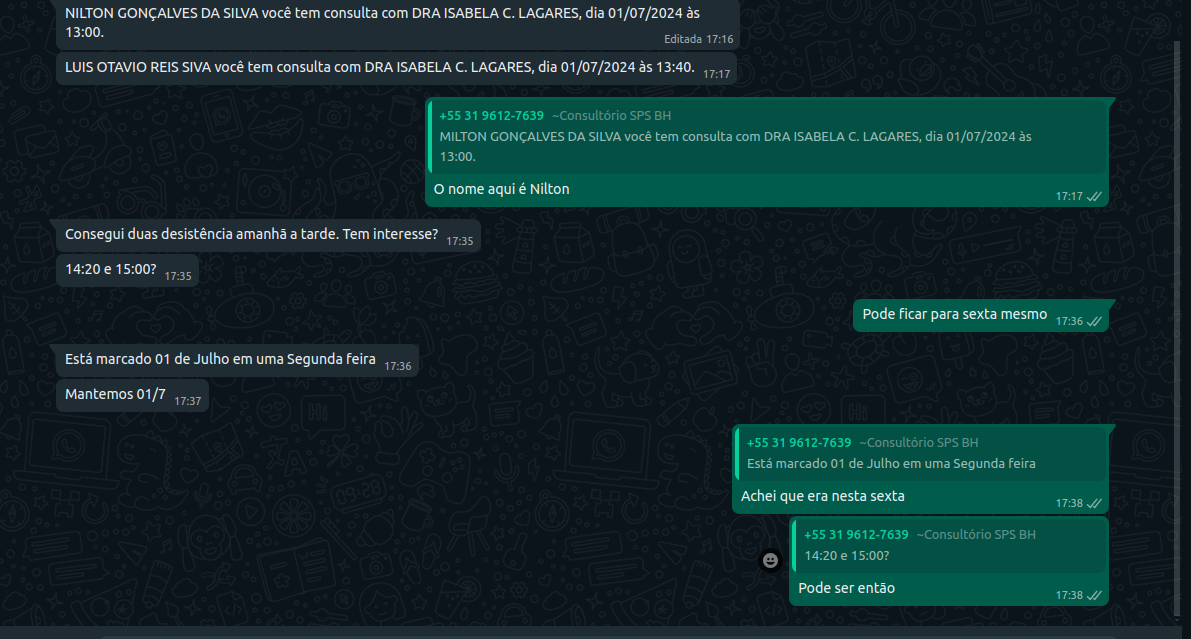 NILTON GONÇALVES DA SILVA você tem consulta com DRA ISABELA C. LAGARES, dia 01/07/2024 às
13:00.
Editada 17:16
LUIS OTAVIO REIS SIVA você tem consulta com DRA ISABELA C. LAGARES, dia 01/07/2024 às 13:40.
17:17
+55 31 9612-7639 ~Consultório SPS BH
MILTON GONÇALVES DA SILVA você tem consulta com DRA ISABELA C. LAGARES, dia 01/07/2024 às
13:00.
O nome aqui é Nilton
17:17
Consegui duas desistência amanhã a tarde. Tem interesse?
17:35
14:20 e 15:00?
17:35
Pode ficar para sexta mesmo
17:36
Está marcado 01 de Julho em uma Segunda feira
17:36
Mantemos 01/7
17:37
+55 31 9612-7639 ~Consultório SPS BH
Está marcado 01 de Julho em uma Segunda feira
Achei que era nesta sexta
17:38
+55 31 9612-7639 ~Consultório SPS BH
14:20 e 15:00?
Pode ser então
17:38